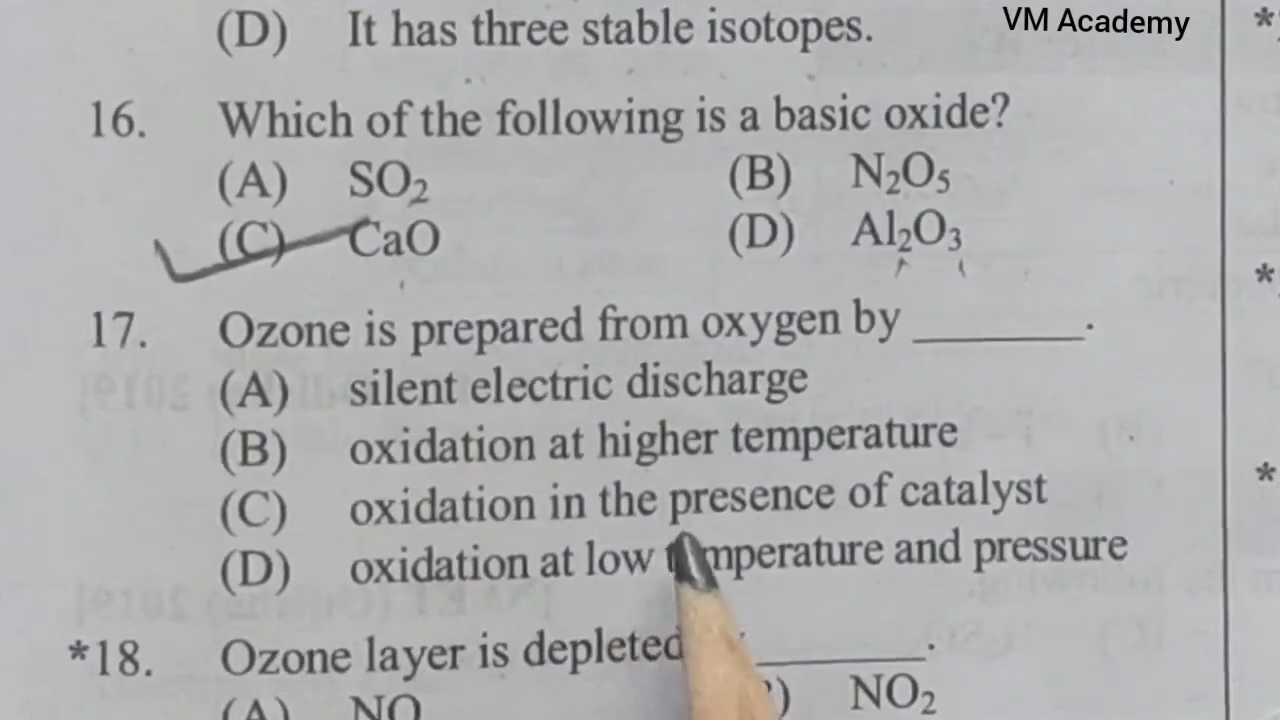 (D) It has three stable isotopes.
VM Academy
*
16. Which of the following is a basic oxide?
(A) SO₂ (B) N₂O₅
(C) CaO (D) Al₂O₃
*
17. Ozone is prepared from oxygen by ________.
(A) silent electric discharge
(B) oxidation at higher temperature
(C) oxidation in the presence of catalyst
*
(D) oxidation at low temperature and pressure
*18. Ozone layer is depleted ________.
(A) NO ) NO₂